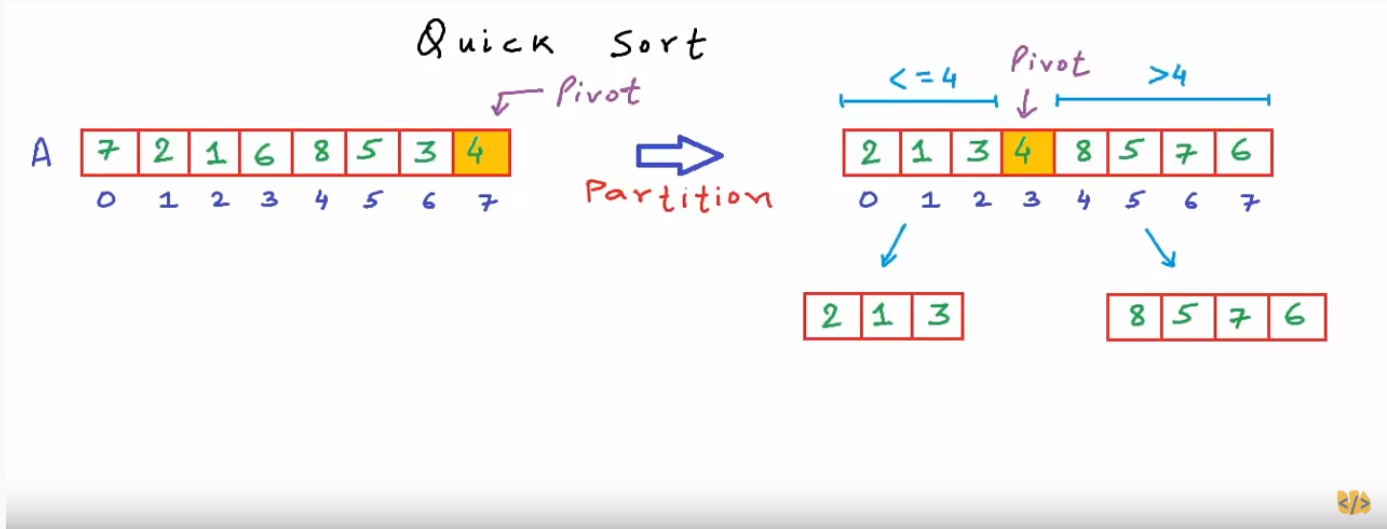 Quick Sort
Pivot
<=4 Pivot >4
A 7 2 1 6 8 5 3 4
0 1 2 3 4 5 6 7
Partition
2 1 3 4 8 5 7 6
0 1 2 3 4 5 6 7
2 1 3
8 5 7 6
</>